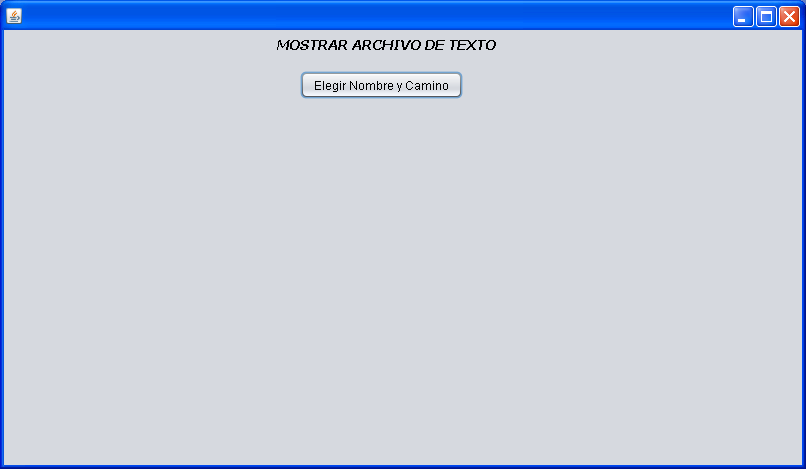 MOSTRAR ARCHIVO DE TEXTO
Elegir Nombre y Camino